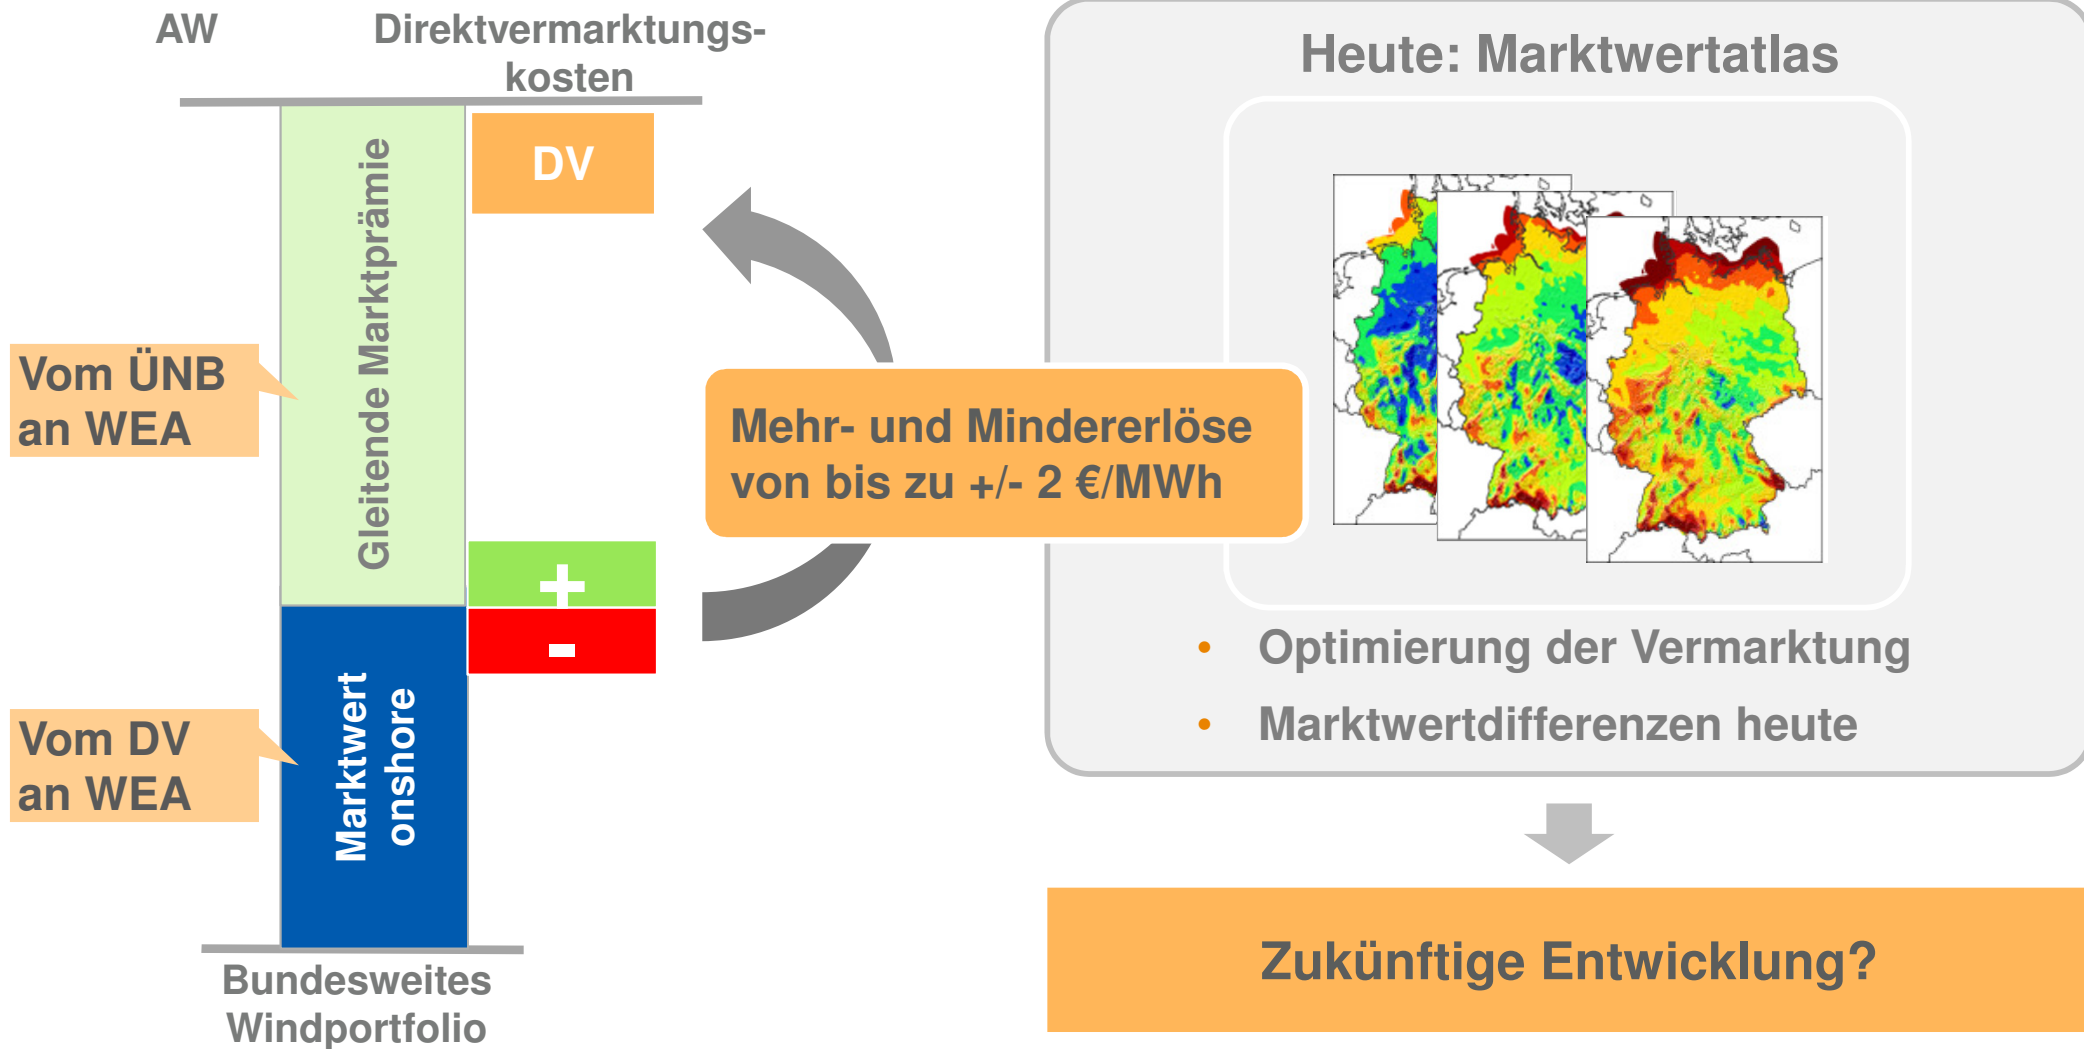 AW
Direktvermarktungs-
kosten
DV
Gleitende Marktprämie
Vom ÜNB
an WEA
+
-
Marktwert
onshore
Vom DV
an WEA
Bundesweites
Windportfolio
Mehr- und Mindererlöse
von bis zu +/- 2 €/MWh
Heute: Marktwertatlas
• Optimierung der Vermarktung
• Marktwertdifferenzen heute
Zukünftige Entwicklung?